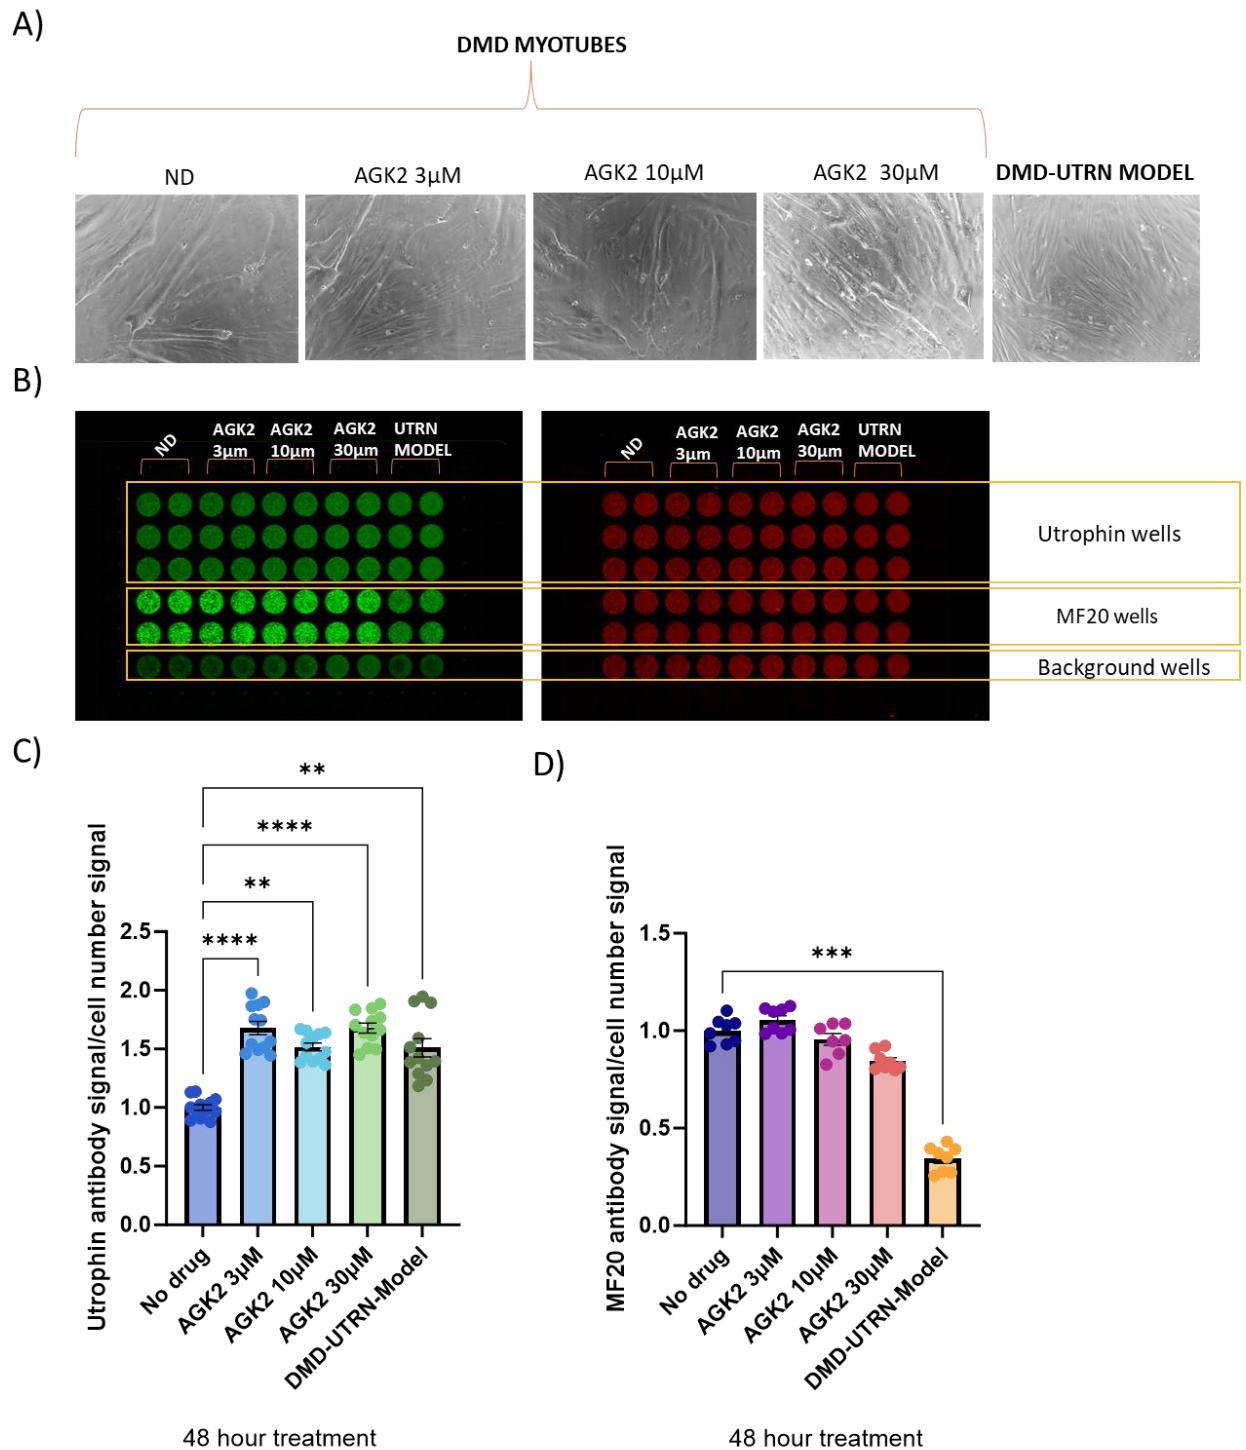 A)
DMD MYOTUBES
ND
AGK2 3µM
AGK2 10µM
AGK2 30µM
DMD-UTRN MODEL
B)
ND
AGK2
3µm
AGK2
10µm
AGK2
30µm
UTRN
MODEL
ND
AGK2
3µm
AGK2
10µm
AGK2
30µm
UTRN
MODEL
Utrophin wells
MF20 wells
Background wells
C)
**
****
**
****
Utrophin antibody signal/cell number signal
2.5
2.0
1.5
1.0
0.5
0.0
No drug
AGK2 3µM
AGK2 10µM
AGK2 30µM
DMD-UTRN-Model
48 hour treatment
D)
***
MF20 antibody signal/cell number signal
1.5
1.0
0.5
0.0
No drug
AGK2 3µM
AGK2 10µM
AGK2 30µM
DMD-UTRN-Model
48 hour treatment